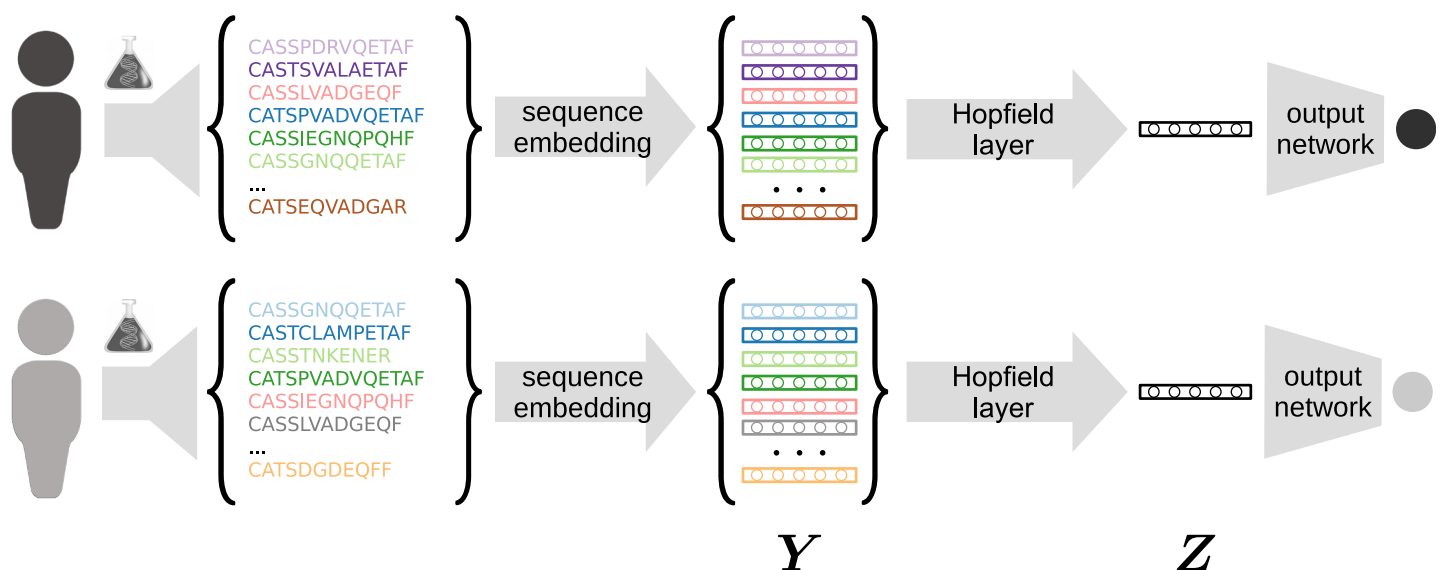 CASSPDRVQETAF
CASTSVALAETAF
CASSLVADGEQF
CATSPVADVQETAF
CASSIEGNQPQHF
CASSGNQQETAF
...
CATSEQVADGAR
sequence
embedding
. . .
Hopfield
layer
output
network
CASSGNQQETAF
CASTCLAMPETAF
CASSTNKENER
CATSPVADVQETAF
CASSIEGNQPQHF
CASSLVADGEQF
...
CATSDGDEQFF
sequence
embedding
. . .
Hopfield
layer
output
network
Y
Z